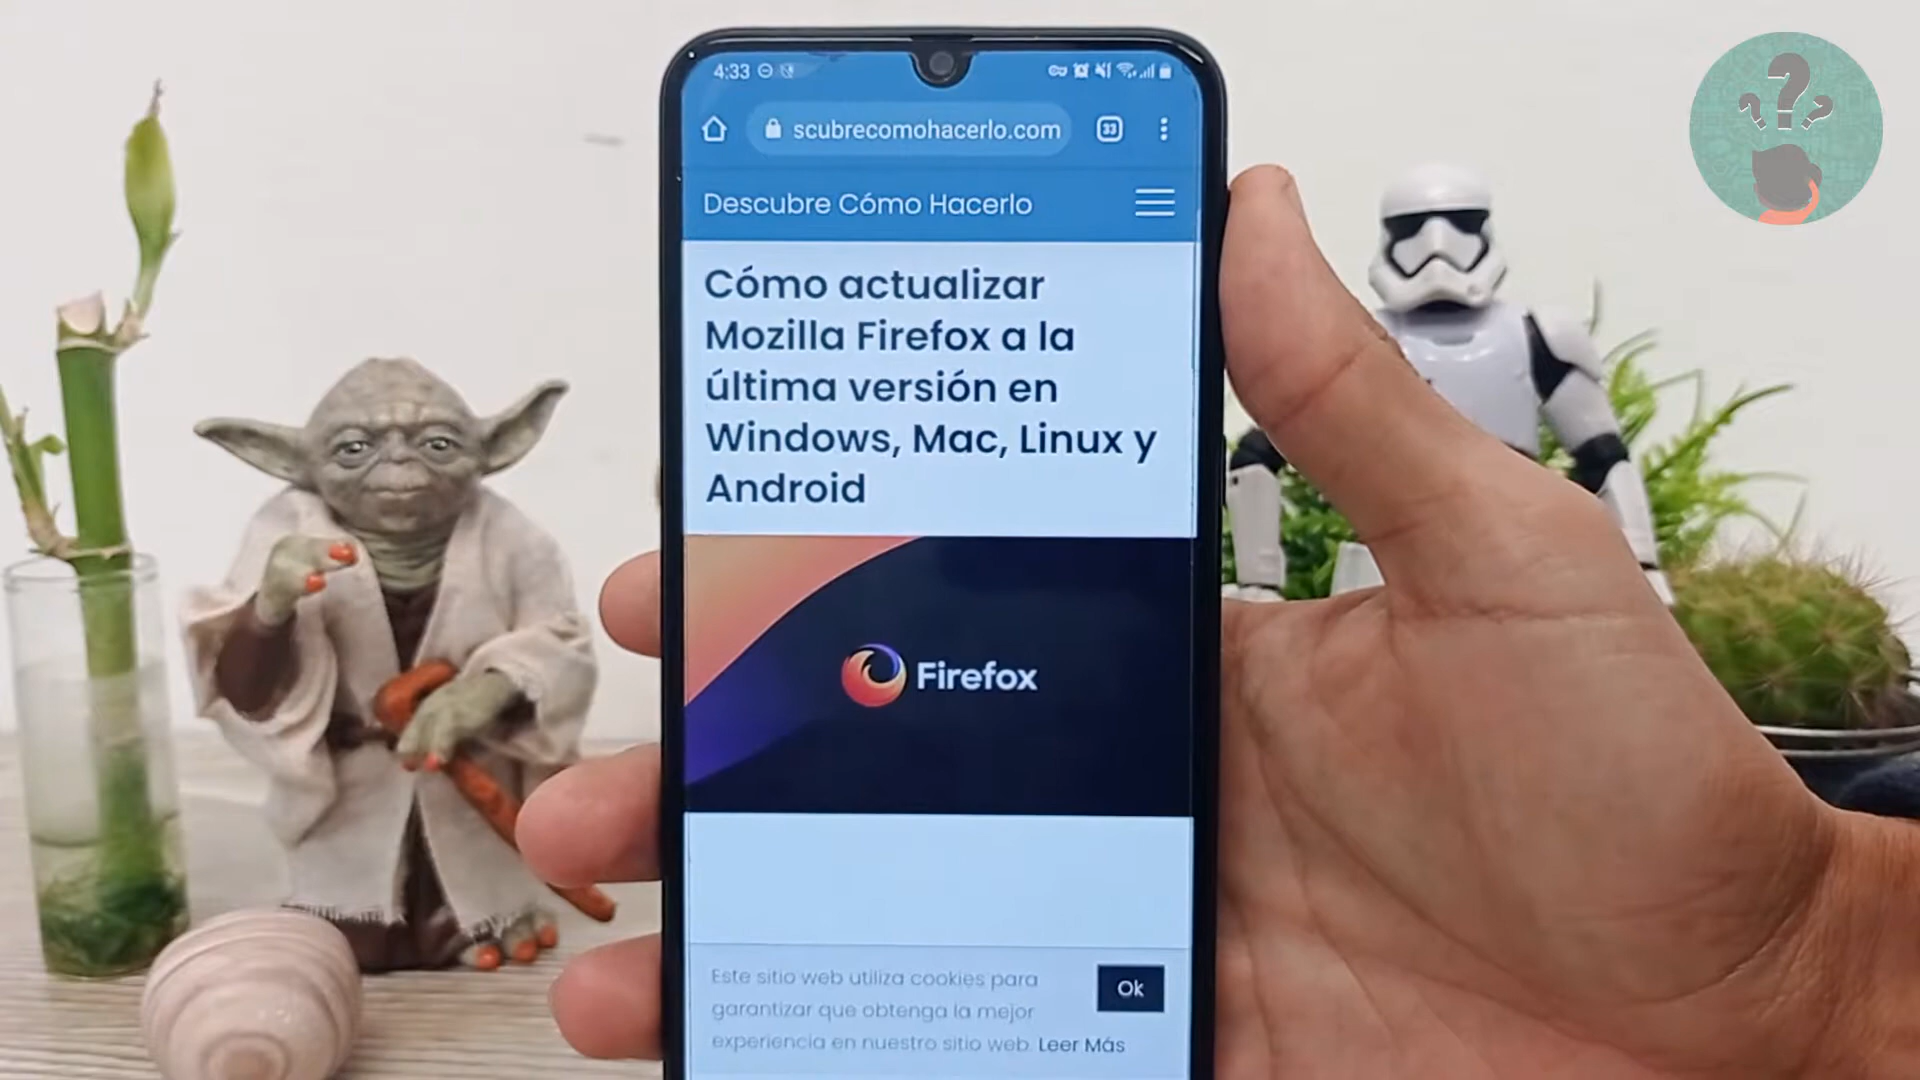 4:33
scubrecomohacerlo.com
33
Descubre Cómo Hacerlo
Cómo actualizar
Mozilla Firefox a la
última versión en
Windows, Mac, Linux y
Android
Firefox
Este sitio web utiliza cookies para
garantizar que obtenga la mejor
experiencia en nuestro sitio web. Leer Más
Ok